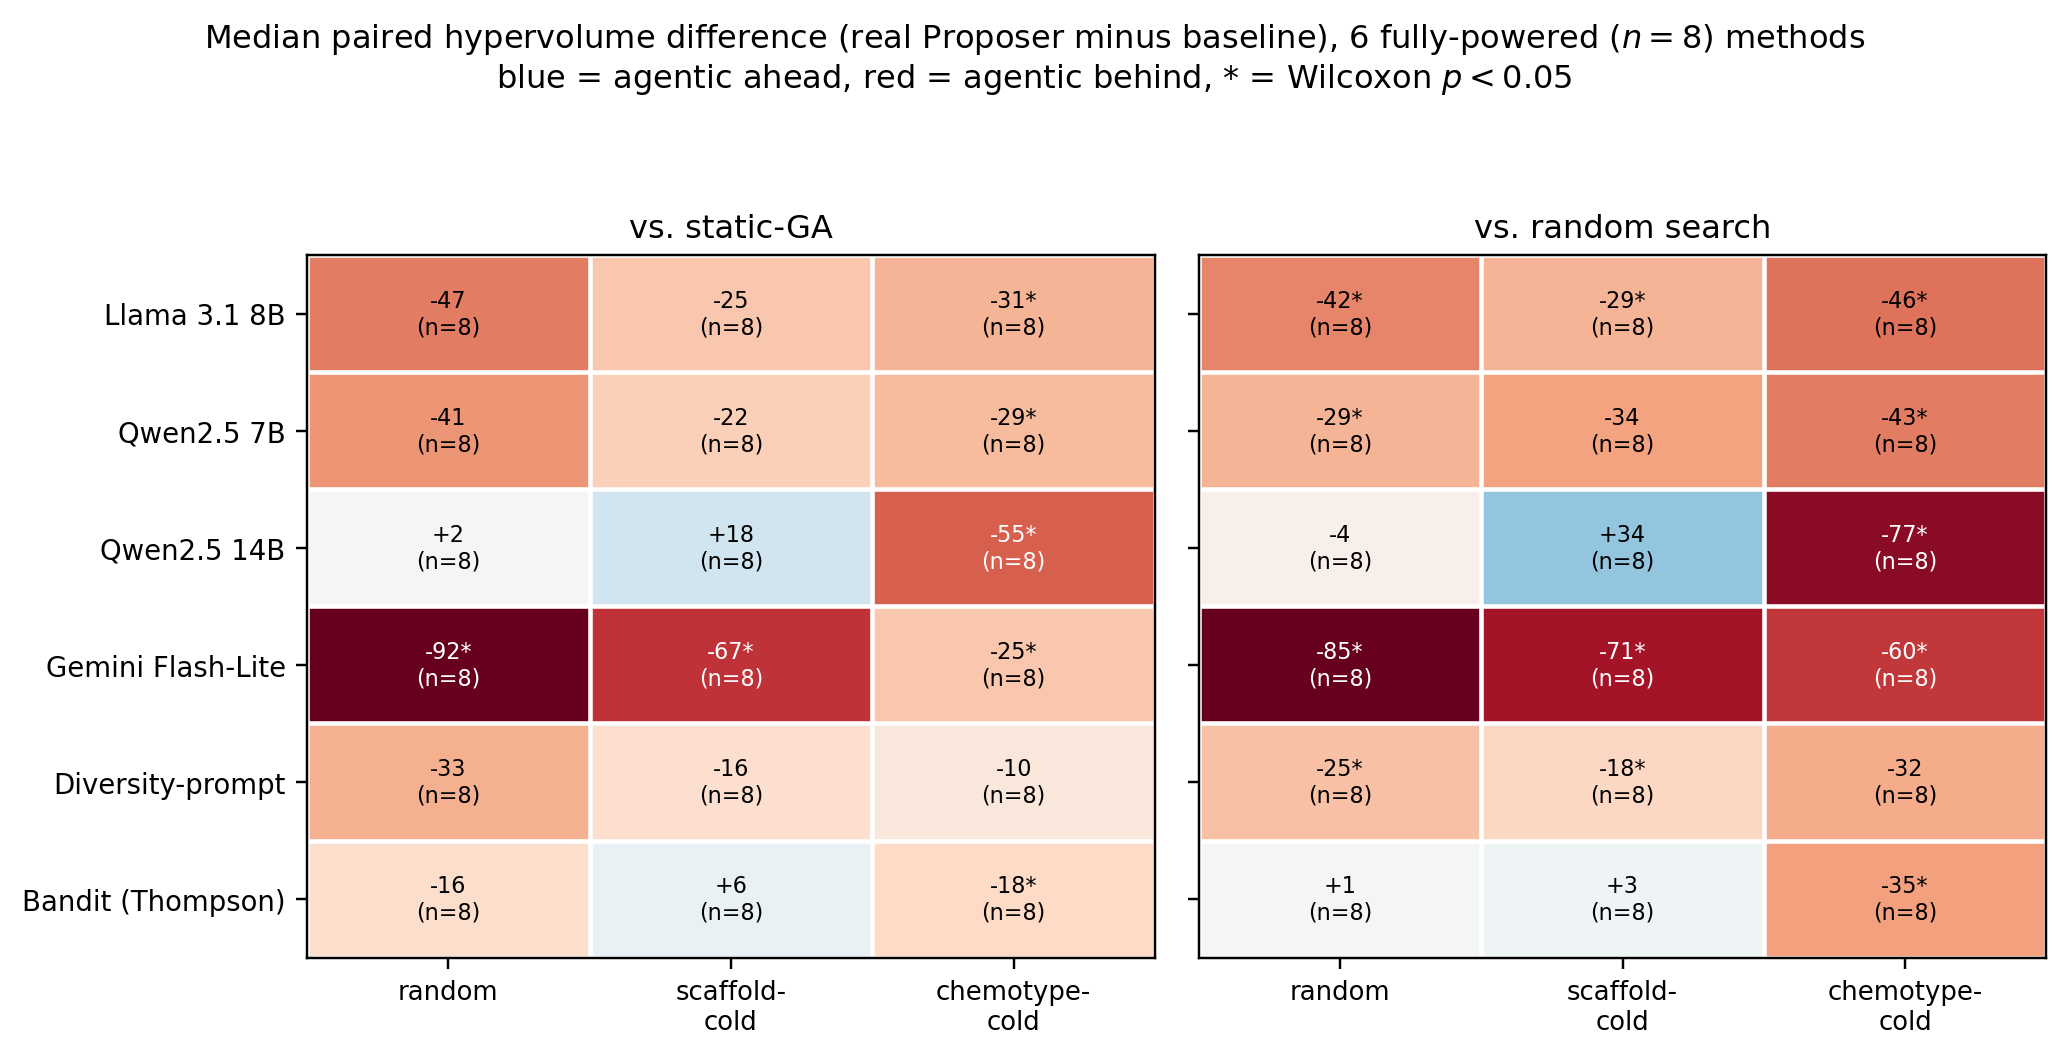 Median paired hypervolume difference (real Proposer minus baseline), 6 fully-powered (n = 8) methods
blue = agentic ahead, red = agentic behind, * = Wilcoxon p < 0.05
vs. static-GA
vs. random search
Llama 3.1 8B
-47
(n=8)
-25
(n=8)
-31*
(n=8)
-42*
(n=8)
-29*
(n=8)
-46*
(n=8)
Qwen2.5 7B
-41
(n=8)
-22
(n=8)
-29*
(n=8)
-29*
(n=8)
-34
(n=8)
-43*
(n=8)
Qwen2.5 14B
+2
(n=8)
+18
(n=8)
-55*
(n=8)
-4
(n=8)
+34
(n=8)
-77*
(n=8)
Gemini Flash-Lite
-92*
(n=8)
-67*
(n=8)
-25*
(n=8)
-85*
(n=8)
-71*
(n=8)
-60*
(n=8)
Diversity-prompt
-33
(n=8)
-16
(n=8)
-10
(n=8)
-25*
(n=8)
-18*
(n=8)
-32
(n=8)
Bandit (Thompson)
-16
(n=8)
+6
(n=8)
-18*
(n=8)
+1
(n=8)
+3
(n=8)
-35*
(n=8)
random
scaffold-
cold
chemotype-
cold
random
scaffold-
cold
chemotype-
cold